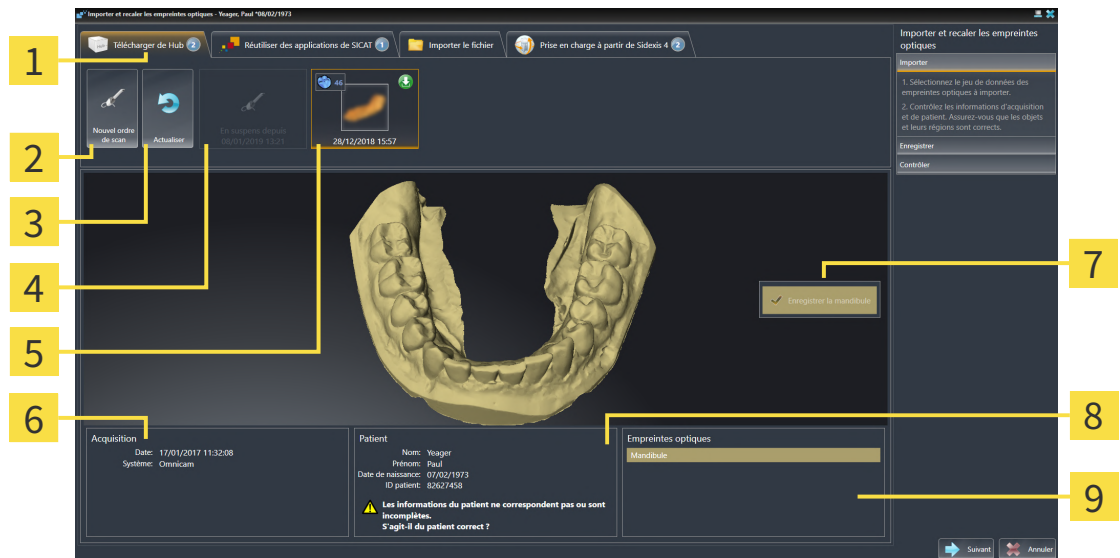 Importer et recaler les empreintes optiques - Yeager, Paul *08/02/1973
Télécharger de Hub 2
Réutiliser des applications de SICAT 1
Importer le fichier
Prise en charge à partir de Sidexis 4 2
Nouvel ordre
de scan
Actualiser
En suspens depuis
08/01/2019 13:21
46
28/12/2018 15:57
Importer et recaler les empreintes
optiques
Importer
1. Sélectionnez le jeu de données des
empreintes optiques à importer.
2. Contrôlez les informations d'acquisition
et de patient. Assurez-vous que les objets
et leurs régions sont corrects.
Enregistrer
Contrôler
Enregistrer la mandibule
Acquisition
Date: 17/01/2017 11:32:08
Système: Omnicam
Patient
Nom: Yeager
Prénom: Paul
Date de naissance: 07/02/1973
ID patient: 82627458
Les informations du patient ne correspondent pas ou sont
incomplètes.
S'agit-il du patient correct ?
Empreintes optiques
Mandibule
Suivant
Annuler
1
2
3
4
5
6
7
8
9